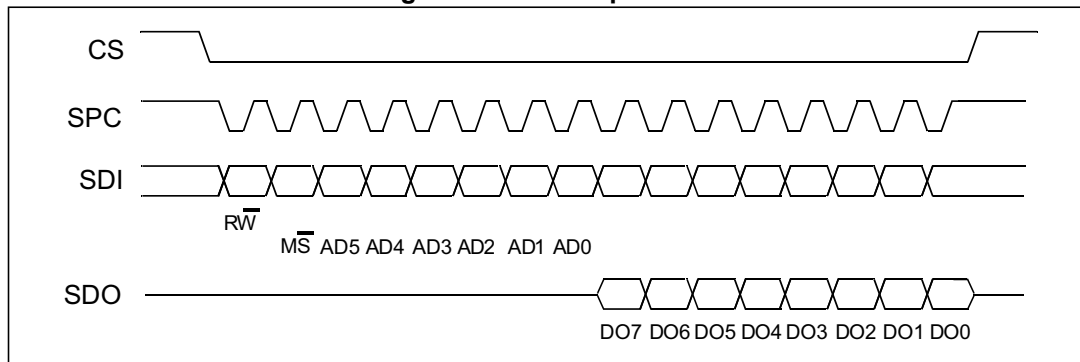 CS
SPC
SDI
RW̅
MS̅ AD5 AD4 AD3 AD2 AD1 AD0
SDO
DO7 DO6 DO5 DO4 DO3 DO2 DO1 DO0